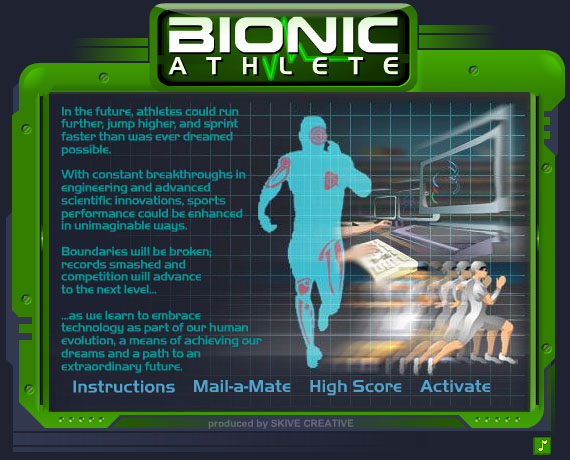 BIONIC
ATHLETE
In the future, athletes could run
further, jump higher, and sprint
faster than was ever dreamed
possible.
With constant breakthroughs in
engineering and advanced
scientific innovations, sports
performance could be enhanced
in unimaginable ways.
Boundaries will be broken;
records smashed and
competition will advance
to the next level...
...as we learn to embrace
technology as part of our human
evolution, a means of achieving our
dreams and a path to an
extraordinary future.
Instructions Mail-a-Mate High Score Activate
produced by SKIVE CREATIVE